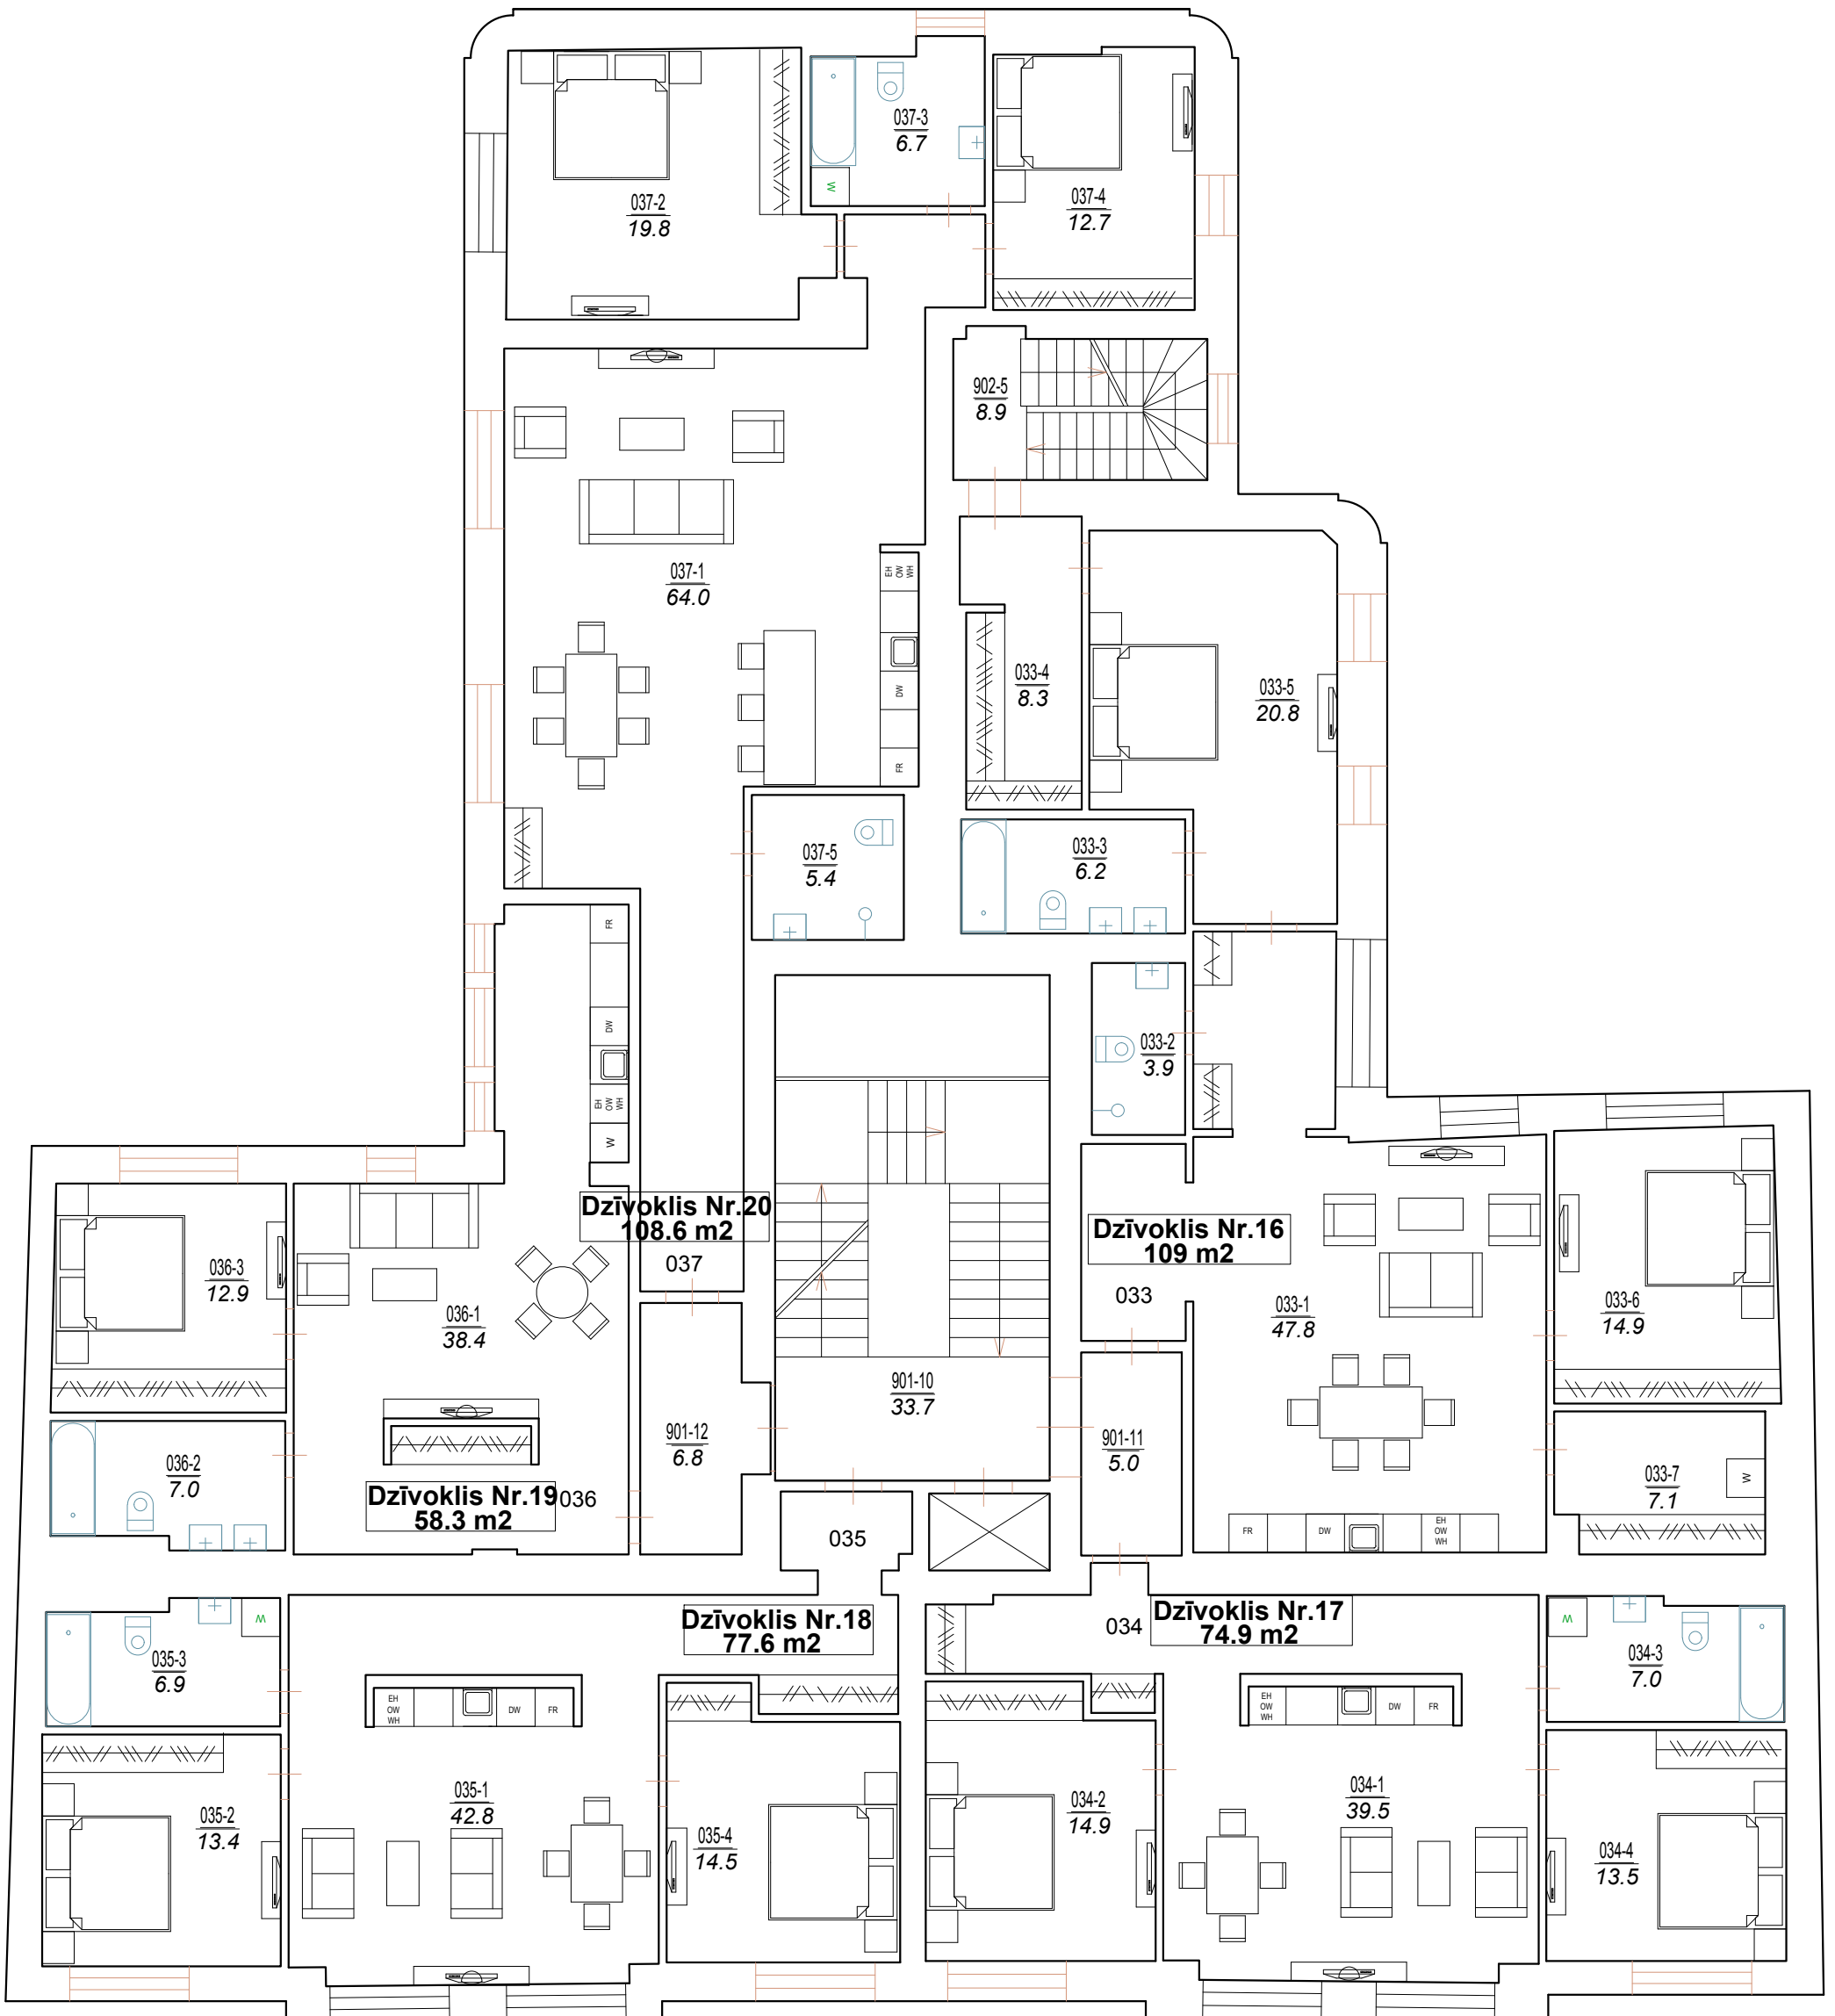 037-3
6.7
W
037-2
19.8
037-4
12.7
902-5
8.9
EH
OW
WH
037-1
64.0
DW
FR
033-4
8.3
033-5
20.8
037-5
5.4
033-3
6.2
FR
DW
EH
OW
WH
W
033-2
3.9
Dzīvoklis Nr.20
108.6 m2
037
Dzīvoklis Nr.16
109 m2
033
036-3
12.9
036-1
38.4
033-1
47.8
033-6
14.9
901-10
33.7
901-12
6.8
901-11
5.0
036-2
7.0
Dzīvoklis Nr.19
58.3 m2
036
033-7
7.1
W
FR
DW
EH
OW
WH
035
Dzīvoklis Nr.18
77.6 m2
034
Dzīvoklis Nr.17
74.9 m2
W
035-3
6.9
W
034-3
7.0
EH
OW
WH
DW
FR
EH
OW
WH
DW
FR
035-2
13.4
035-1
42.8
035-4
14.5
034-2
14.9
034-1
39.5
034-4
13.5